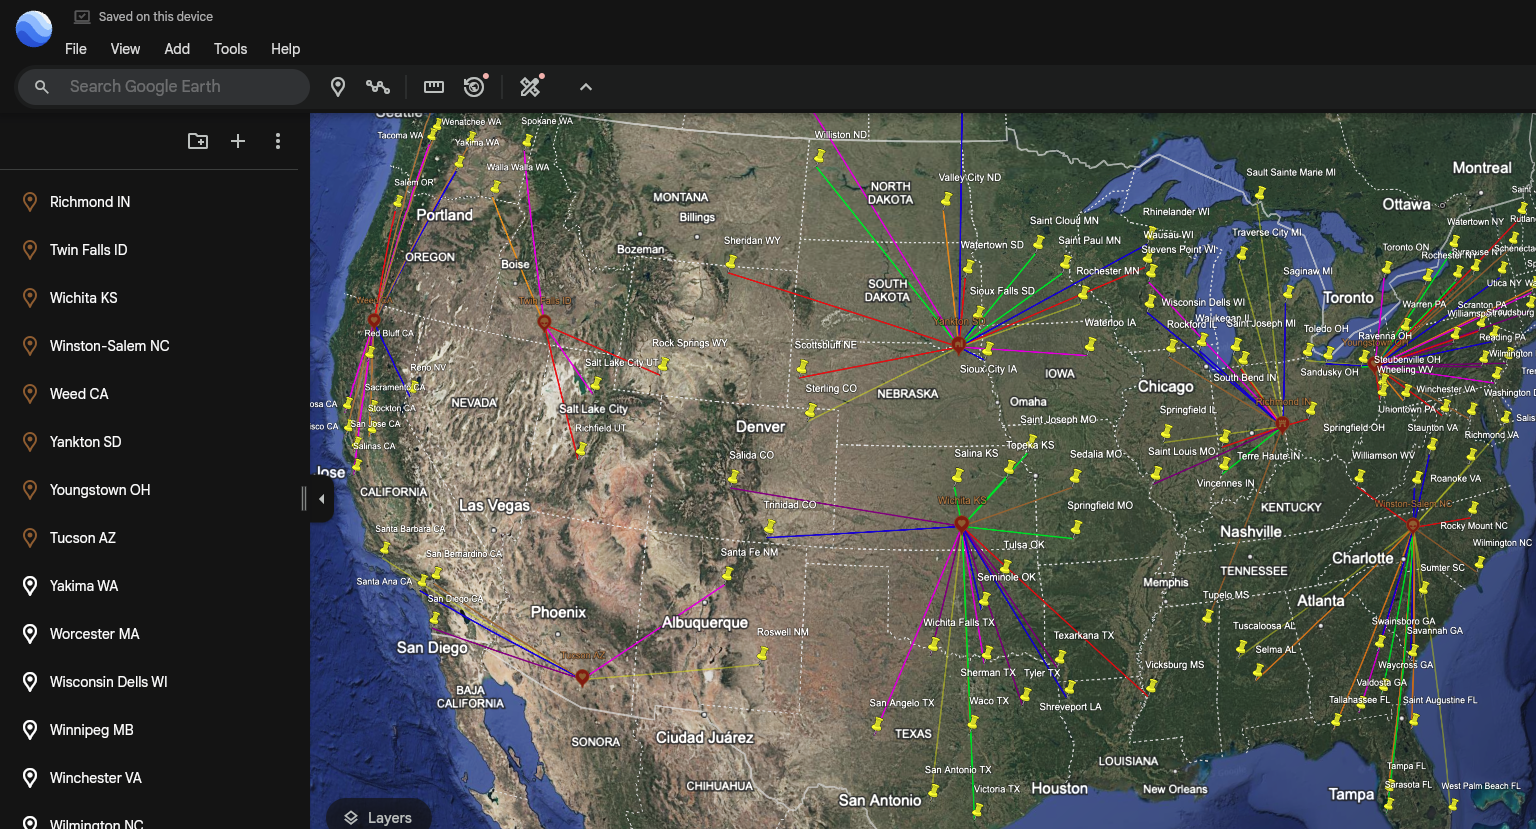 Saved on this device
File View Add Tools Help
Search Google Earth
Richmond IN
Twin Falls ID
Wichita KS
Winston-Salem NC
Weed CA
Yankton SD
Youngstown OH
Tucson AZ
Yakima WA
Worcester MA
Wisconsin Dells WI
Winnipeg MB
Winchester VA
Wilmington NC
Layers
Seattle
Wenatchee WA
Spokane WA
Tacoma WA
Yakima WA
Walla Walla WA
Salem OR
Portland
OREGON
Boise
MONTANA
Billings
Bozeman
Sheridan WY
Williston ND
NORTH
DAKOTA
Valley City ND
Watertown SD
SOUTH
DAKOTA
Sioux Falls SD
Yankton SD
Saint Cloud MN
Saint Paul MN
Rochester MN
Rhinelander WI
Wausau WI
Stevens Point WI
Wisconsin Dells WI
Sault Sainte Marie MI
Traverse City MI
Saginaw MI
Montreal
Ottawa
Watertown NY
Toronto ON
Syracuse NY
Rochester NY
Utica NY
Toronto
Warren PA
Scranton PA
Stroudsburg
Reading PA
Wilmington
Twin Falls ID
Red Bluff CA
Reno NV
Sacramento CA
Stockton CA
San Jose CA
Salinas CA
osa CA
isco CA
Jose
NEVADA
CALIFORNIA
Rock Springs WY
Salt Lake City UT
Salt Lake City
Richfield UT
Scottsbluff NE
Sterling CO
NEBRASKA
Sioux City IA
Waterloo IA
IOWA
Omaha
Denver
Salida CO
Trinidad CO
Saint Joseph MO
Topeka KS
Salina KS
Sedalia MO
Wichita KS
Springfield MO
Rockford IL
Waukegan IL
Saint Joseph MI
Chicago
South Bend IN
Toledo OH
Sandusky OH
Ravenna OH
Steubenville OH
Wheeling WV
Richmond IN
Springfield IL
Saint Louis MO
Terre Haute IN
Vincennes IN
Springfield OH
Uniontown PA
Winchester VA
Washington D
Staunton VA
Richmond VA
Williamson WV
Roanoke VA
Winston-Salem NC
Rocky Mount NC
Wilmington NC
KENTUCKY
Nashville
TENNESSEE
Charlotte
Sumter SC
Memphis
Atlanta
Tupelo MS
Tuscaloosa AL
Selma AL
Vicksburg MS
Las Vegas
Santa Barbara CA
San Bernardino CA
Santa Ana CA
San Diego CA
San Diego
Phoenix
Tucson AZ
BAJA
CALIFORNIA
SONORA
Santa Fe NM
Albuquerque
Roswell NM
Ciudad Juárez
CHIHUAHUA
Tulsa OK
Seminole OK
Wichita Falls TX
Texarkana TX
Sherman TX
Tyler TX
San Angelo TX
Waco TX
Shreveport LA
TEXAS
San Antonio TX
San Antonio
Victoria TX
Houston
LOUISIANA
New Orleans
Swainsboro GA
Savannah GA
Waycross GA
Valdosta GA
Tallahassee FL
Saint Augustine FL
Tampa FL
Tampa
Sarasota FL
West Palm Beach FL